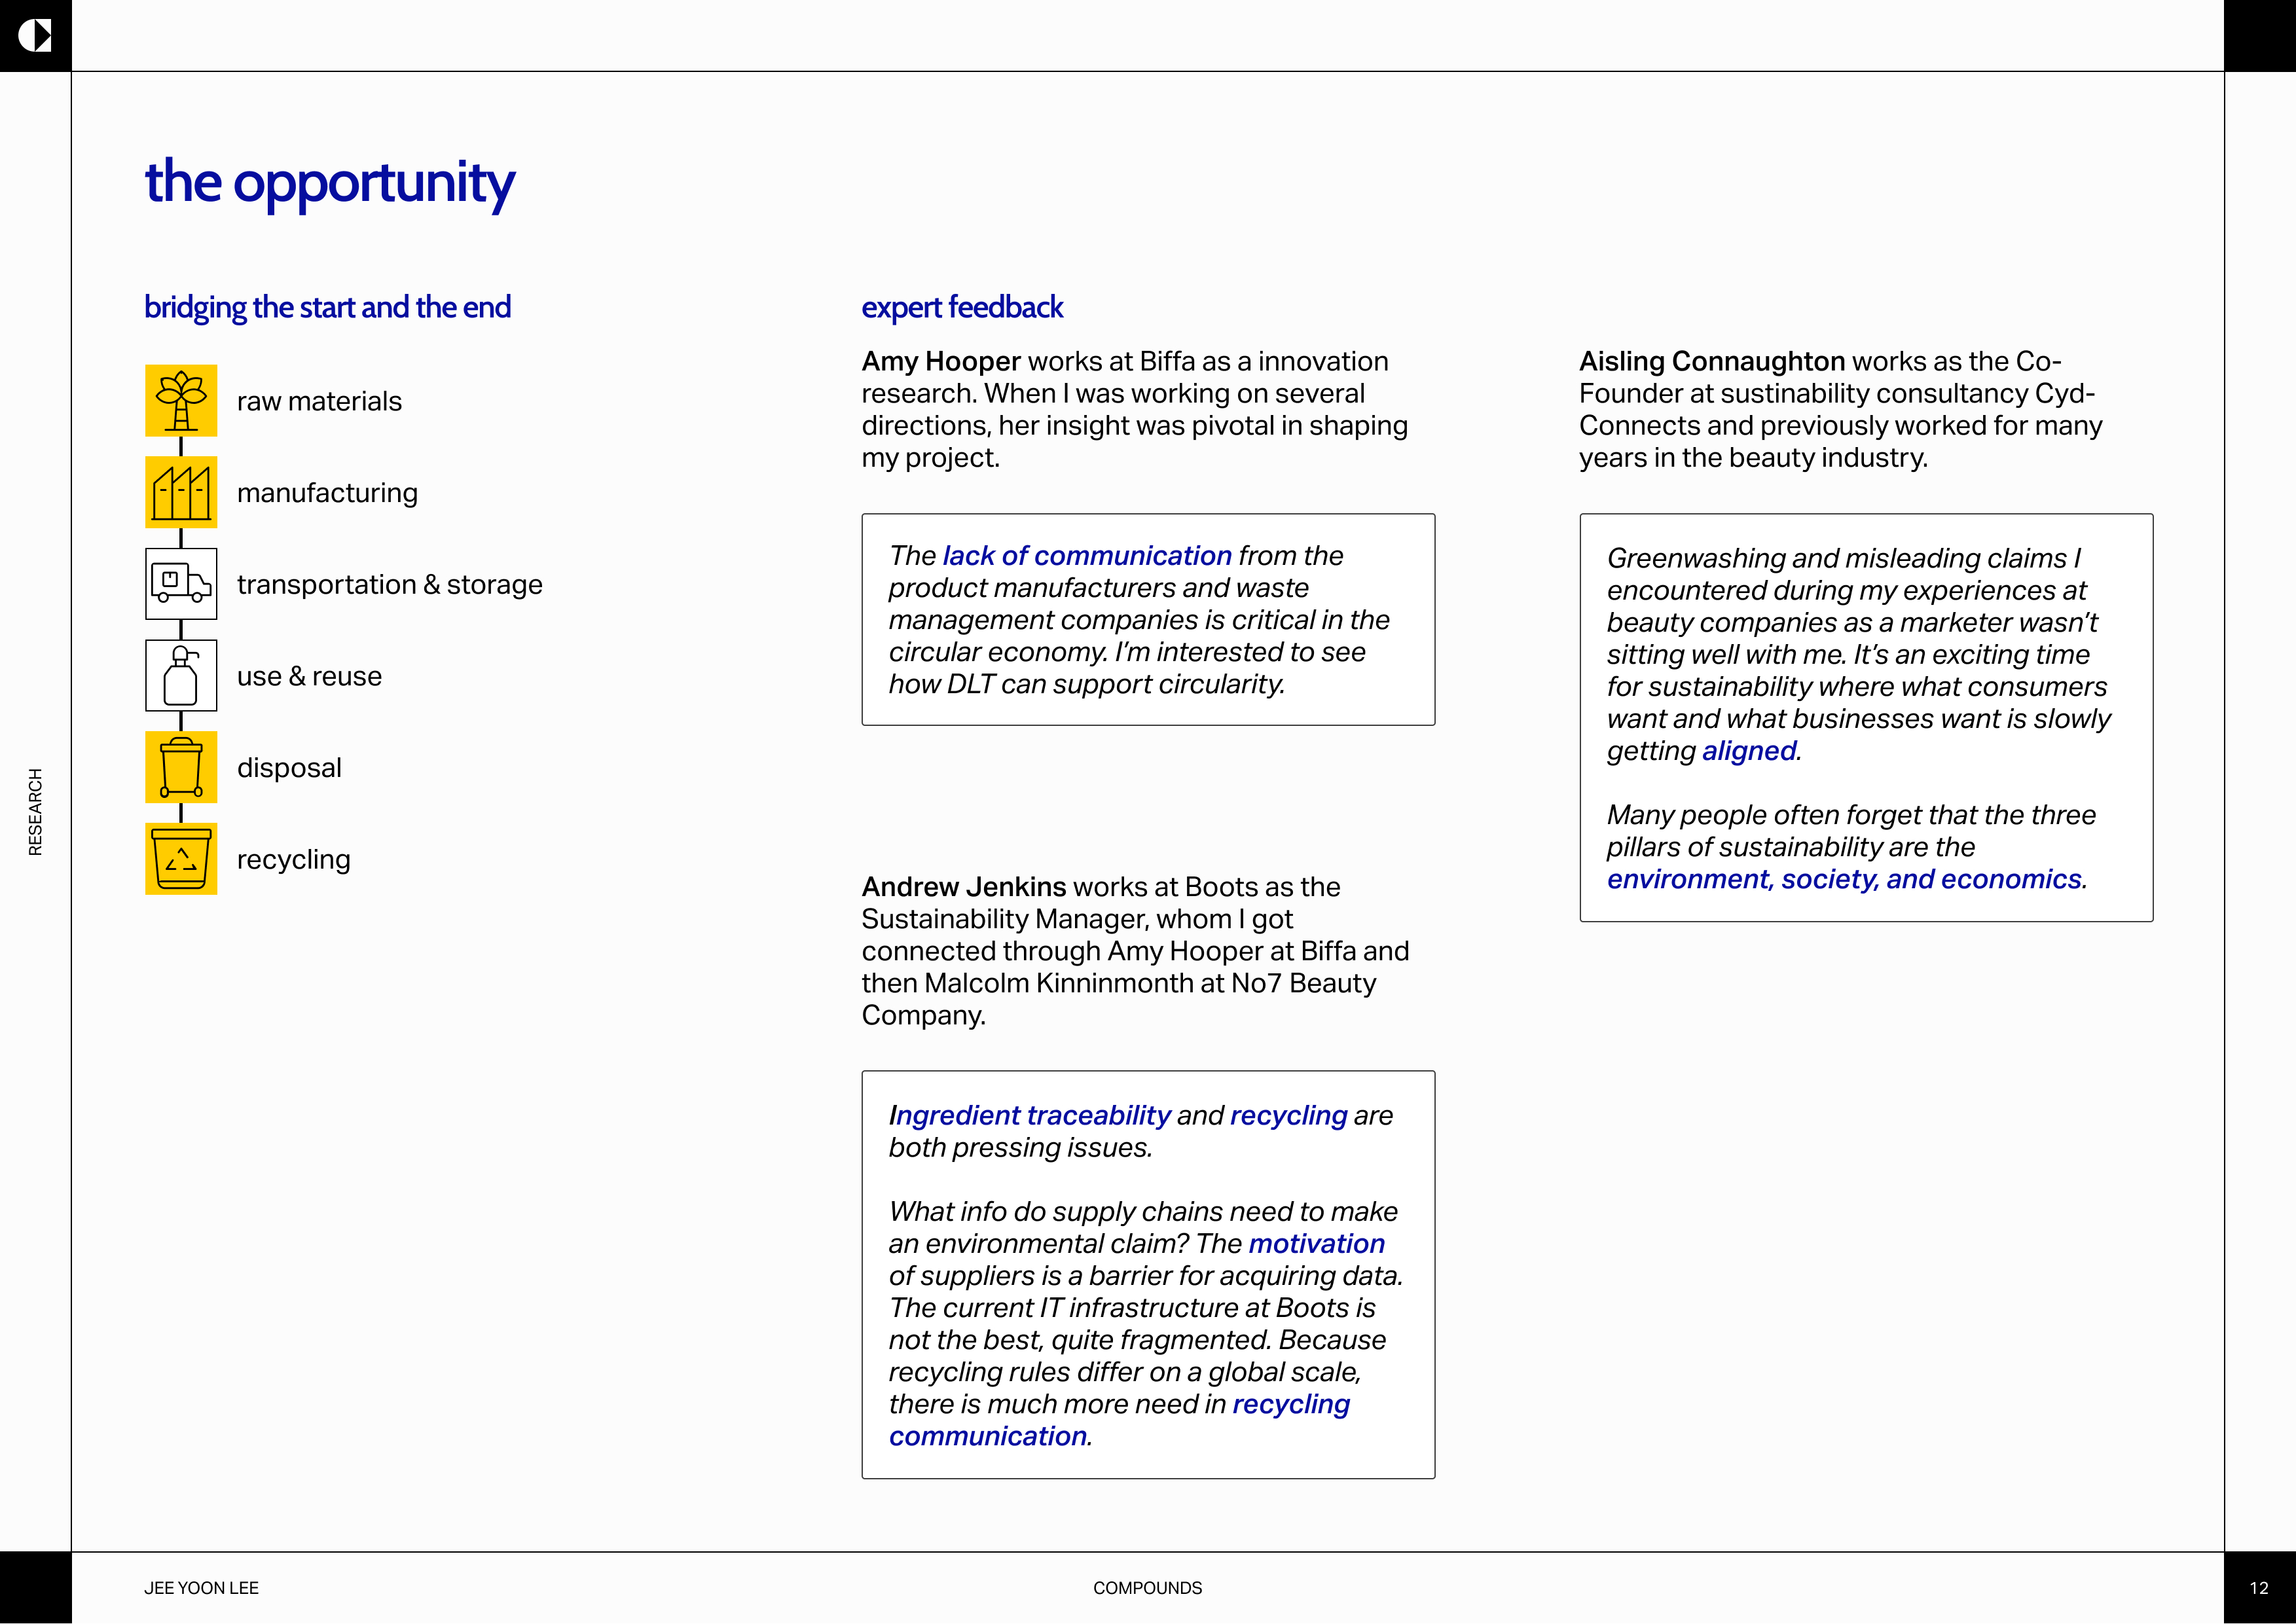 the opportunity
bridging the start and the end
raw materials
manufacturing
transportation & storage
use & reuse
disposal
recycling
expert feedback
Amy Hooper works at Biffa as a innovation
research. When I was working on several
directions, her insight was pivotal in shaping
my project.
The lack of communication from the
product manufacturers and waste
management companies is critical in the
circular economy. I’m interested to see
how DLT can support circularity.
Andrew Jenkins works at Boots as the
Sustainability Manager, whom I got
connected through Amy Hooper at Biffa and
then Malcolm Kinninmonth at No7 Beauty
Company.
Ingredient traceability and recycling are
both pressing issues.
What info do supply chains need to make
an environmental claim? The motivation
of suppliers is a barrier for acquiring data.
The current IT infrastructure at Boots is
not the best, quite fragmented. Because
recycling rules differ on a global scale,
there is much more need in recycling
communication.
Aisling Connaughton works as the Co-
Founder at sustinability consultancy Cyd-
Connects and previously worked for many
years in the beauty industry.
Greenwashing and misleading claims I
encountered during my experiences at
beauty companies as a marketer wasn’t
sitting well with me. It’s an exciting time
for sustainability where what consumers
want and what businesses want is slowly
getting aligned.
Many people often forget that the three
pillars of sustainability are the
environment, society, and economics.
RESEARCH
JEE YOON LEE
COMPOUNDS
12